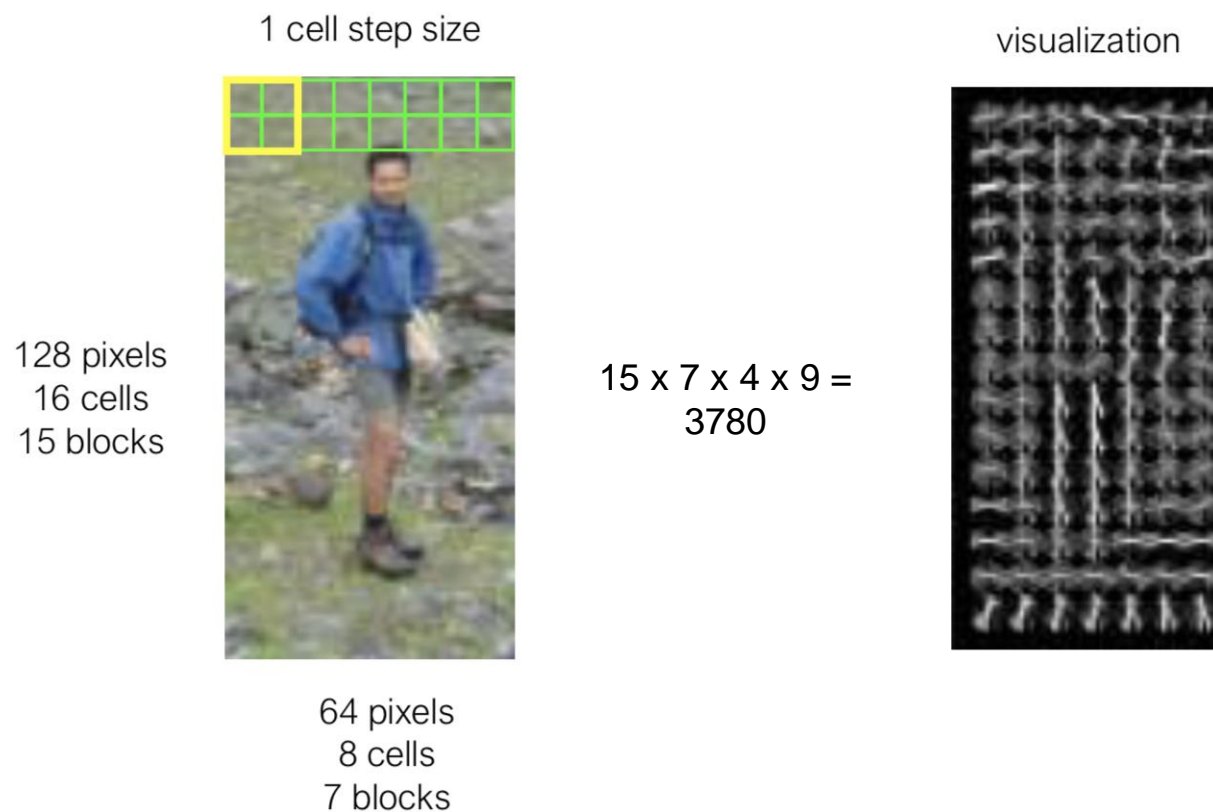 1 cell step size
visualization
128 pixels
16 cells
15 blocks
15 x 7 x 4 x 9 =
3780
64 pixels
8 cells
7 blocks